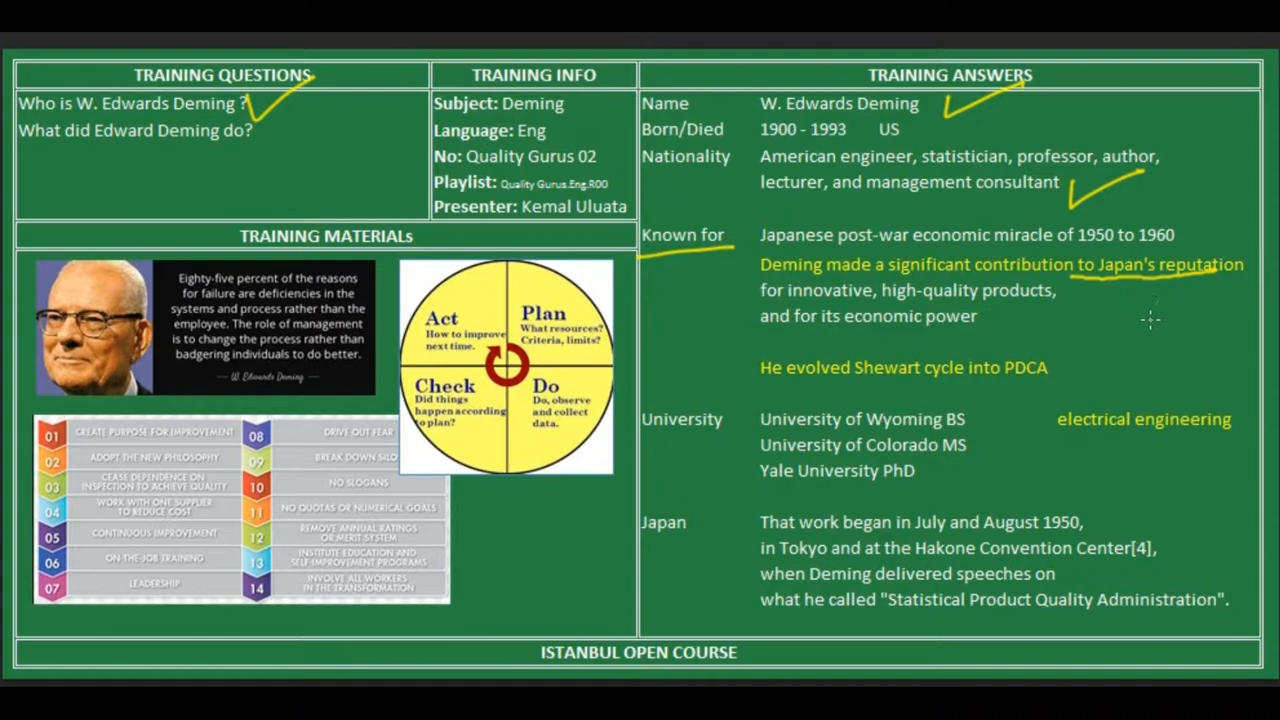 TRAINING QUESTIONS
Who is W. Edwards Deming ?
What did Edward Deming do?
TRAINING INFO
Subject: Deming
Language: Eng
No: Quality Gurus 02
Playlist: Quality Gurus.Eng.R00
Presenter: Kemal Uluata
TRAINING MATERIALs
Eighty-five percent of the reasons
for failure are deficiencies in the
systems and process rather than the
employee. The role of management
is to change the process rather than
badgering individuals to do better.
— W. Edwards Deming —
Act
How to improve
next time.
Plan
What resources?
Criteria, limits?
Check
Did things
happen according
to plan?
Do
Do, observe
and collect
data.
01 CREATE PURPOSE FOR IMPROVEMENT
02 ADOPT THE NEW PHILOSOPHY
03 CEASE DEPENDENCE ON
INSPECTION TO ACHIEVE QUALITY
04 WORK WITH ONE SUPPLIER
TO REDUCE COST
05 CONTINUOUS IMPROVEMENT
06 ON-THE-JOB TRAINING
07 LEADERSHIP
08 DRIVE OUT FEAR
09 BREAK DOWN SILO
10 NO SLOGANS
11 NO QUOTAS OR NUMERICAL GOALS
12 REMOVE ANNUAL RATINGS
OR MERIT SYSTEM
13 INSTITUTE EDUCATION AND
SELF-IMPROVEMENT PROGRAMS
14 INVOLVE ALL WORKERS
IN THE TRANSFORMATION
TRAINING ANSWERS
Name W. Edwards Deming
Born/Died 1900 - 1993 US
Nationality American engineer, statistician, professor, author,
lecturer, and management consultant
Known for Japanese post-war economic miracle of 1950 to 1960
Deming made a significant contribution to Japan's reputation
for innovative, high-quality products,
and for its economic power
He evolved Shewart cycle into PDCA
University University of Wyoming BS electrical engineering
University of Colorado MS
Yale University PhD
Japan That work began in July and August 1950,
in Tokyo and at the Hakone Convention Center[4],
when Deming delivered speeches on
what he called "Statistical Product Quality Administration".
ISTANBUL OPEN COURSE